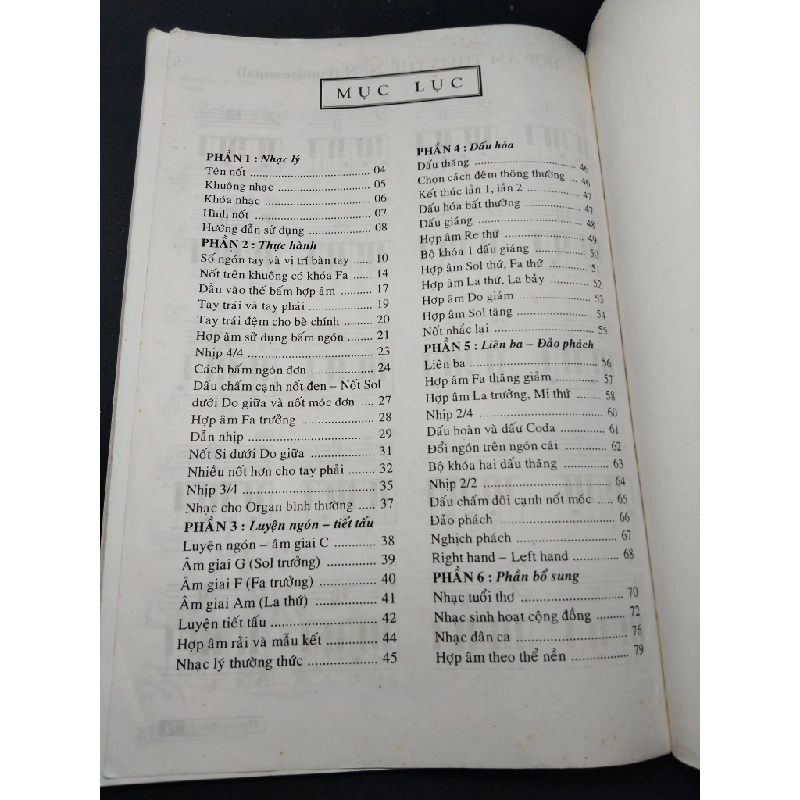 MỤC LỤC
PHẦN 1 : Nhạc lý
Tên nốt ........ 04
Khuông nhạc ........ 05
Khóa nhạc ........ 06
Hình nốt ........ 07
Hướng dẫn sử dụng ........ 08
PHẦN 2 : Thực hành
Số ngón tay và vị trí bàn tay ..... 10
Nốt trên khuông có khóa Fa ..... 14
Dẫu vào thế bấm hợp âm ........ 17
Tay trái và tay phải ........ 19
Tay trái đệm cho bè chính ........ 20
Hợp âm sử dụng bấm ngón ........ 21
Nhịp 4/4 ........ 23
Cách bấm ngón đơn ........ 24
Dấu chấm cạnh nốt đen – Nốt Sol
dưới Do giữa và nốt móc đơn .... 27
Hợp âm Fa trưởng ........ 28
Dẫn nhịp ........ 29
Nốt Si dưới Do giữa ........ 31
Nhiều nốt hơn cho tay phải ...... 32
Nhịp 3/4 ........ 35
Nhạc cho Organ bình thường ..... 37
PHẦN 3 : Luyện ngón – tiết tấu
Luyện ngón – âm giai C ........ 38
Âm giai G (Sol trưởng) ........ 39
Âm giai F (Fa trưởng) ........ 40
Âm giai Am (La thứ) ........ 41
Luyện tiết tấu ........ 42
Hợp âm rải và mẫu kết ........ 44
Nhạc lý thường thức ........ 45
PHẦN 4 : Dấu hóa
Dấu thăng ........ 46
Chọn cách đệm thông thường ..... 46
Kết thúc lần 1, lần 2 ........ 47
Dấu hóa bất thường ........ 47
Dấu giáng ........ 48
Hợp âm Re thứ ........ 49
Bộ khóa 1 dấu giáng ........ 50
Hợp âm Sol thứ, Fa thứ ........ 51
Hợp âm La thứ, La bảy ........ 52
Hợp âm Do giảm ........ 53
Hợp âm Sol tăng ........ 54
Nốt nhắc lại ........ 55
PHẦN 5 : Liên ba – Đảo phách
Liên ba ........ 56
Hợp âm Fa thăng giảm ........ 57
Hợp âm La trưởng, Mi thứ ....... 58
Nhịp 2/4 ........ 60
Dấu hoàn và dấu Coda ........ 61
Đổi ngón trên ngón cái ........ 62
Bộ khóa hai dấu thăng ........ 63
Nhịp 2/2 ........ 64
Dấu chấm dôi cạnh nốt móc ..... 65
Đảo phách ........ 66
Nghịch phách ........ 67
Right hand – Left hand ........ 68
PHẦN 6 : Phần bổ sung
Nhạc tuổi thơ ........ 70
Nhạc sinh hoạt cộng đồng ........ 72
Nhạc dân ca ........ 76
Hợp âm theo thể nền ........ 79